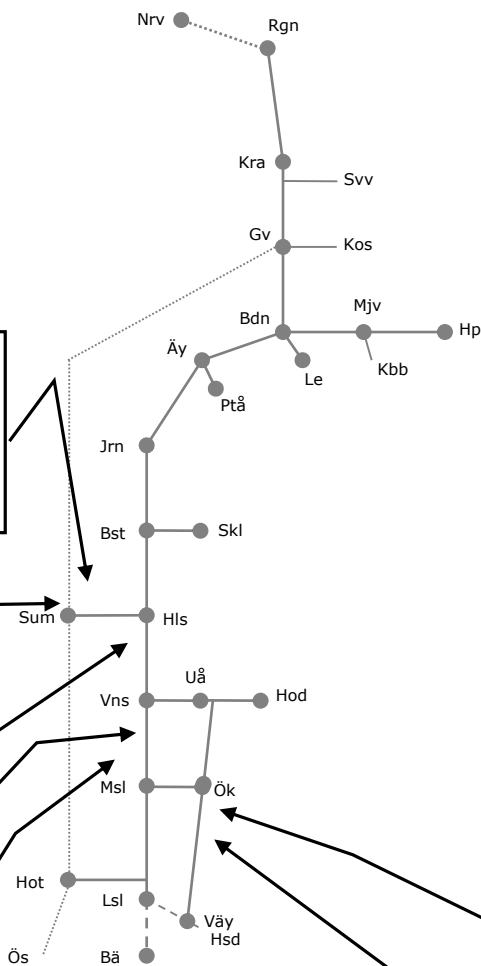 Nrv
Rgn
Kra
Svv
Gv
Kos
Bdn
Mjv
Hp
Äy
Le
Kbb
Ptå
Jrn
Bst
Skl
Sum
Hls
Uå
Vns
Hod
Msl
Ök
Hot
Lsl
Väy
Hsd
Ös
Bä